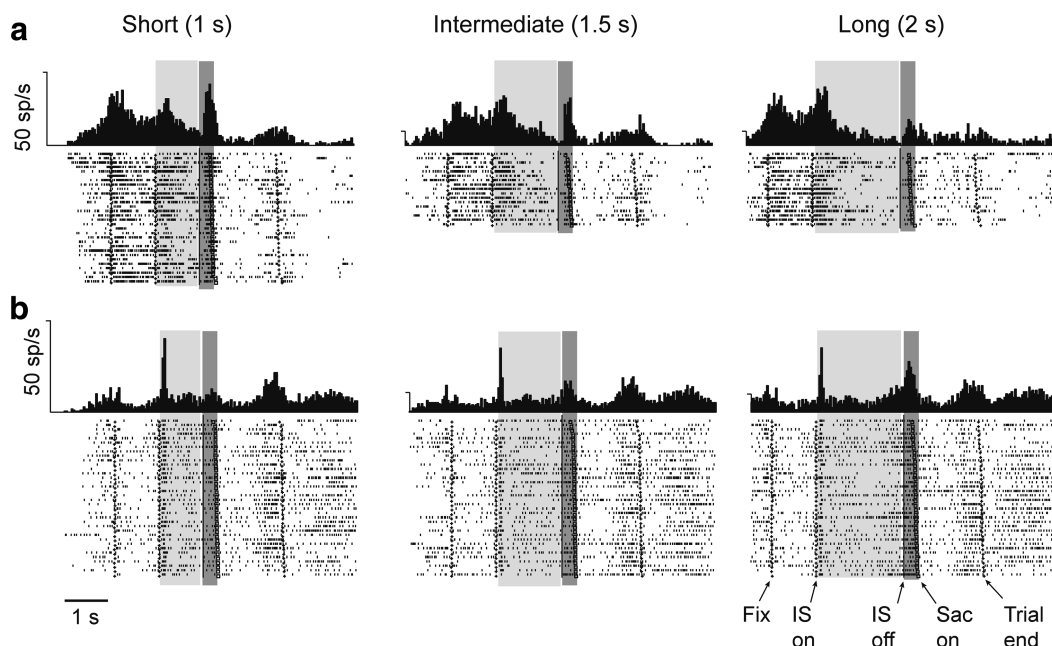 a
Short (1 s)
Intermediate (1.5 s)
Long (2 s)
50 sp/s
b
50 sp/s
1 s
Fix
IS on
IS off
Sac on
Trial end